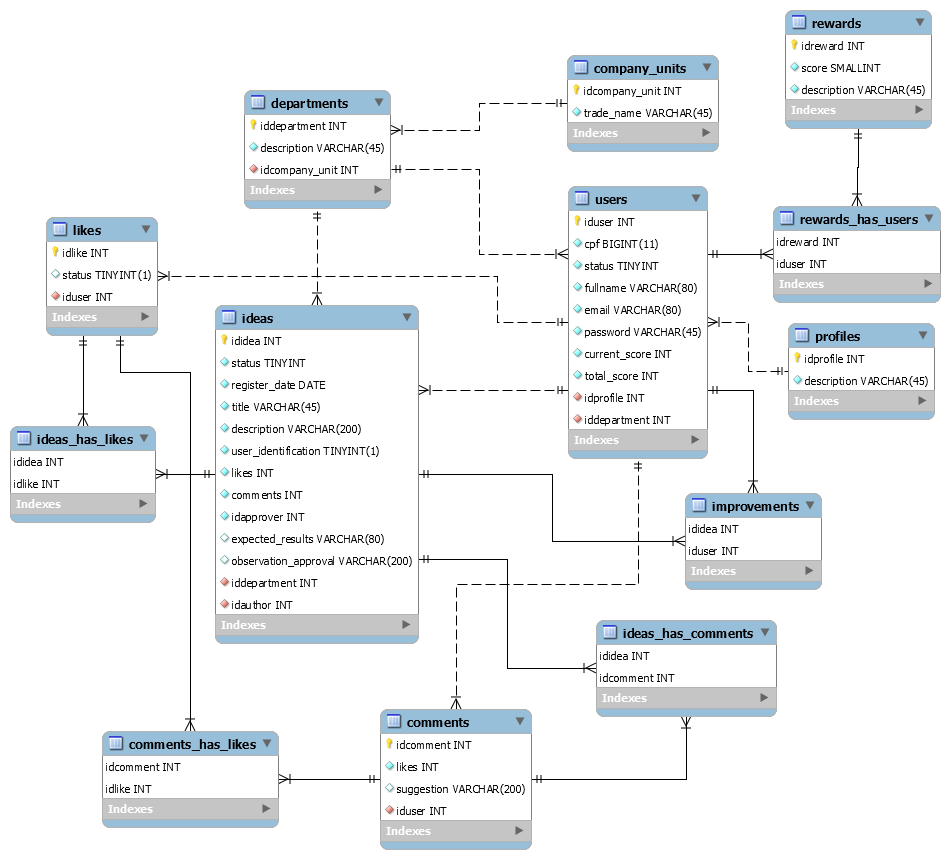 rewards
idreward INT
score SMALLINT
description VARCHAR(45)
Indexes
company_units
idcompany_unit INT
trade_name VARCHAR(45)
Indexes
departments
iddepartment INT
description VARCHAR(45)
idcompany_unit INT
Indexes
users
iduser INT
cpf BIGINT(11)
status TINYINT
fullname VARCHAR(80)
email VARCHAR(80)
password VARCHAR(45)
current_score INT
total_score INT
idprofile INT
iddepartment INT
Indexes
rewards_has_users
idreward INT
iduser INT
Indexes
likes
idlike INT
status TINYINT(1)
iduser INT
Indexes
ideas
ididea INT
status TINYINT
register_date DATE
title VARCHAR(45)
description VARCHAR(200)
user_identification TINYINT(1)
likes INT
comments INT
idapprover INT
expected_results VARCHAR(80)
observation_approval VARCHAR(200)
iddepartment INT
idauthor INT
Indexes
profiles
idprofile INT
description VARCHAR(45)
Indexes
ideas_has_likes
ididea INT
idlike INT
Indexes
improvements
ididea INT
iduser INT
Indexes
ideas_has_comments
ididea INT
idcomment INT
Indexes
comments
idcomment INT
likes INT
suggestion VARCHAR(200)
iduser INT
Indexes
comments_has_likes
idcomment INT
idlike INT
Indexes